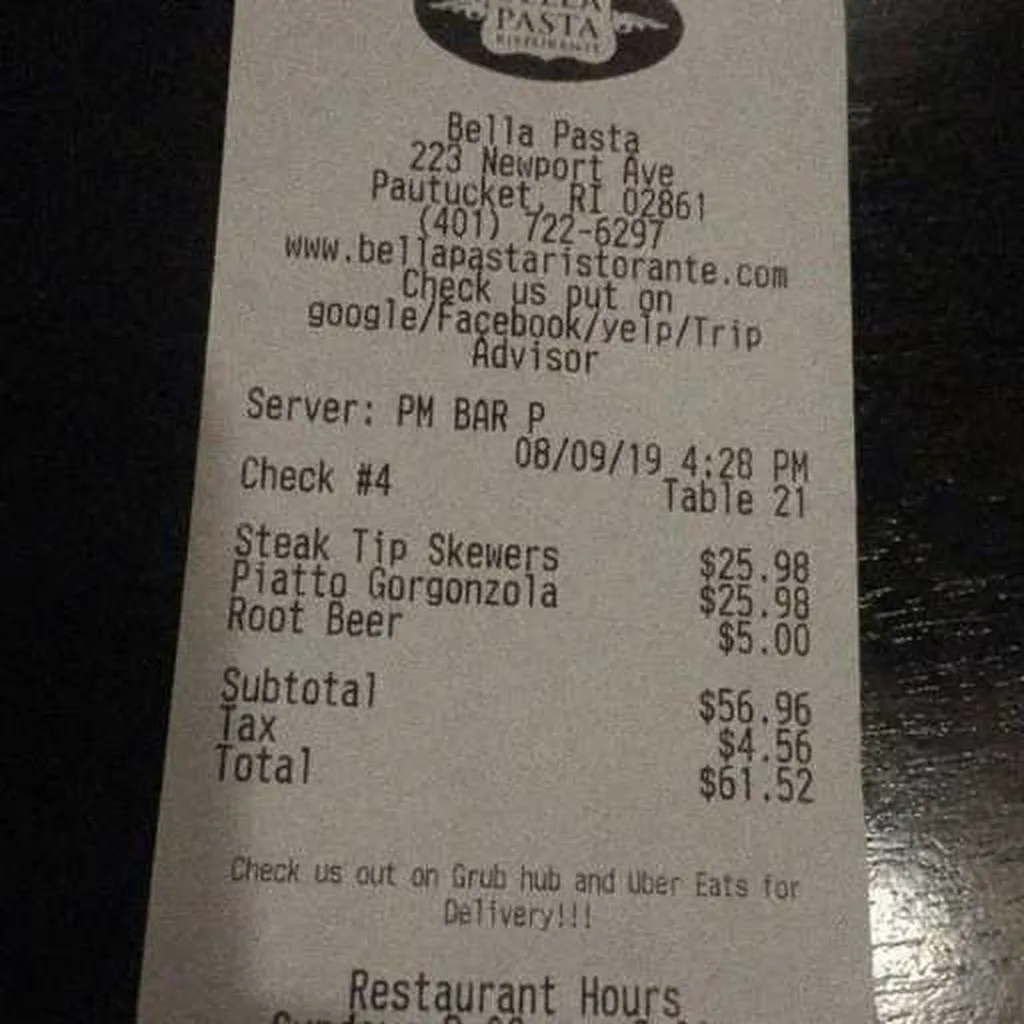 PASTA
RISTORANTE
Bella Pasta
223 Newport Ave
Pautucket, RI 02861
(401) 722-6297
www.bellapastaristorante.com
Check us put on
google/Facebook/yelp/Trip
Advisor
Server: PM BAR P
08/09/19 4:28 PM
Check #4
Table 21
Steak Tip Skewers $25.98
Piatto Gorgonzola $25.98
Root Beer $5.00
Subtotal $56.96
Tax $4.56
Total $61.52
Check us out on Grub hub and Uber Eats for
Delivery!!!
Restaurant Hours